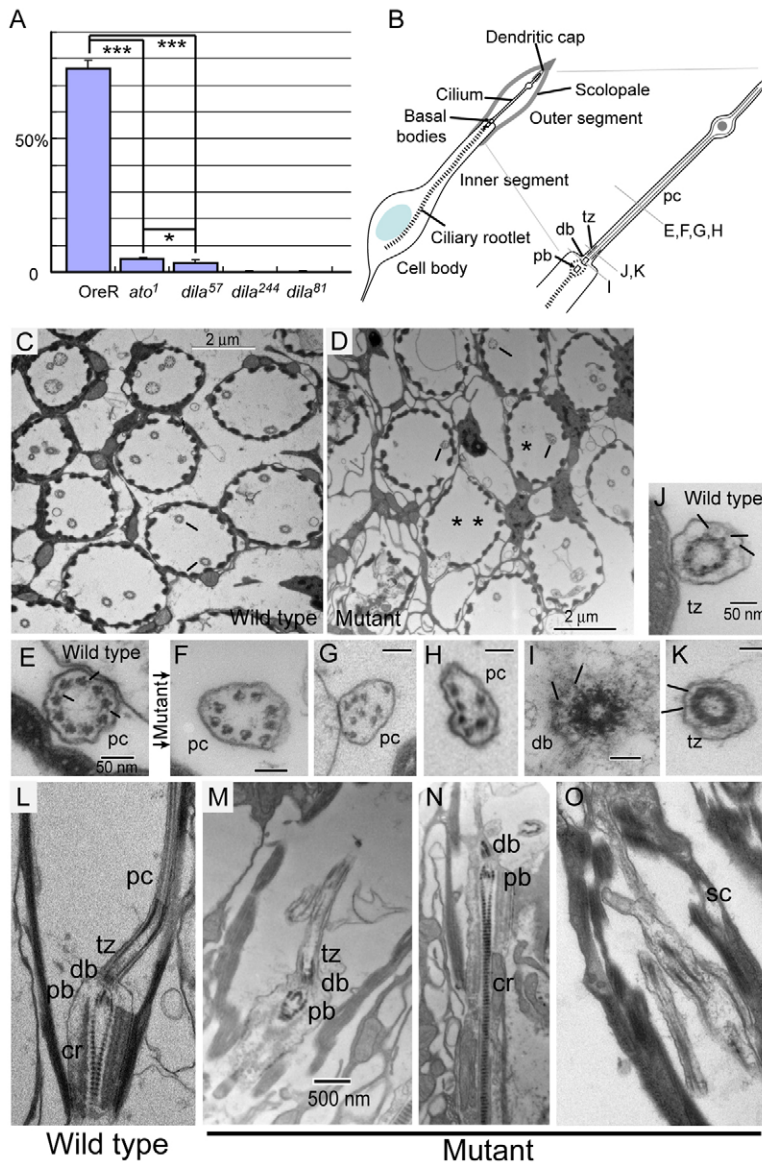 A
***
***
50%
*
0
OreR ato¹ dila⁵⁷ dila²⁴⁴ dila⁸¹
B
Dendritic cap
Cilium
Scolopale
Basal bodies
Outer segment
Inner segment
Ciliary rootlet
Cell body
pc
E,F,G,H
tz
db
pb
J,K
I
C
2 μm
Wild type
D
*
* *
Mutant
2 μm
J
Wild type
50 nm
tz
E
Wild type
pc
50 nm
Mutant
F
pc
G
pc
H
pc
I
db
K
tz
L
pc
tz
db
pb
cr
M
tz
db
pb
500 nm
N
db
pb
cr
O
sc
Wild type
Mutant